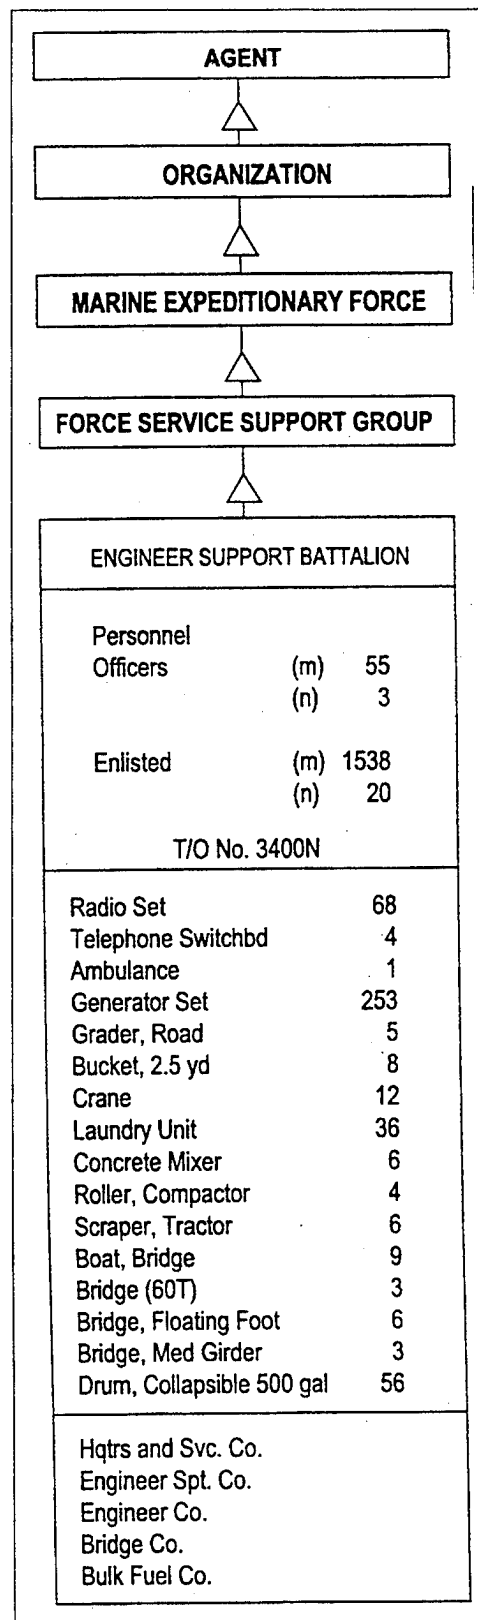 AGENT
ORGANIZATION
MARINE EXPEDITIONARY FORCE
FORCE SERVICE SUPPORT GROUP
ENGINEER SUPPORT BATTALION
Personnel
Officers (m) 55
(n) 3
Enlisted (m) 1538
(n) 20
T/O No. 3400N
Radio Set 68
Telephone Switchbd 4
Ambulance 1
Generator Set 253
Grader, Road 5
Bucket, 2.5 yd 8
Crane 12
Laundry Unit 36
Concrete Mixer 6
Roller, Compactor 4
Scraper, Tractor 6
Boat, Bridge 9
Bridge (60T) 3
Bridge, Floating Foot 6
Bridge, Med Girder 3
Drum, Collapsible 500 gal 56
Hqtrs and Svc. Co.
Engineer Spt. Co.
Engineer Co.
Bridge Co.
Bulk Fuel Co.